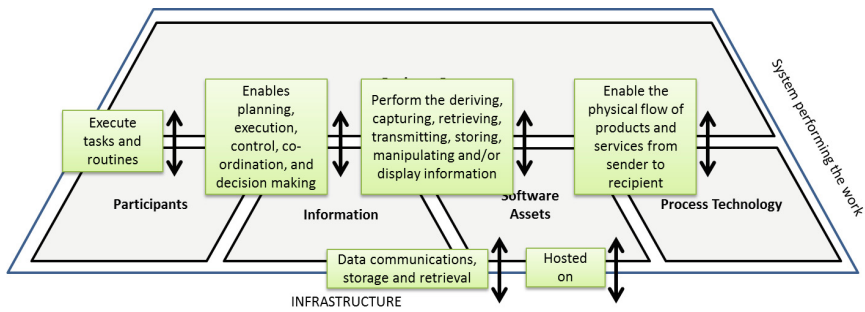 Execute
tasks and
routines
Enables
planning,
execution,
control, co-
ordination, and
decision making
Perform the deriving,
capturing, retrieving,
transmitting, storing,
manipulating and/or
display information
Enable the
physical flow of
products and
services from
sender to
recipient
System performing the work
Participants
Information
Software
Assets
Process Technology
Data communications,
storage and retrieval
Hosted
on
INFRASTRUCTURE